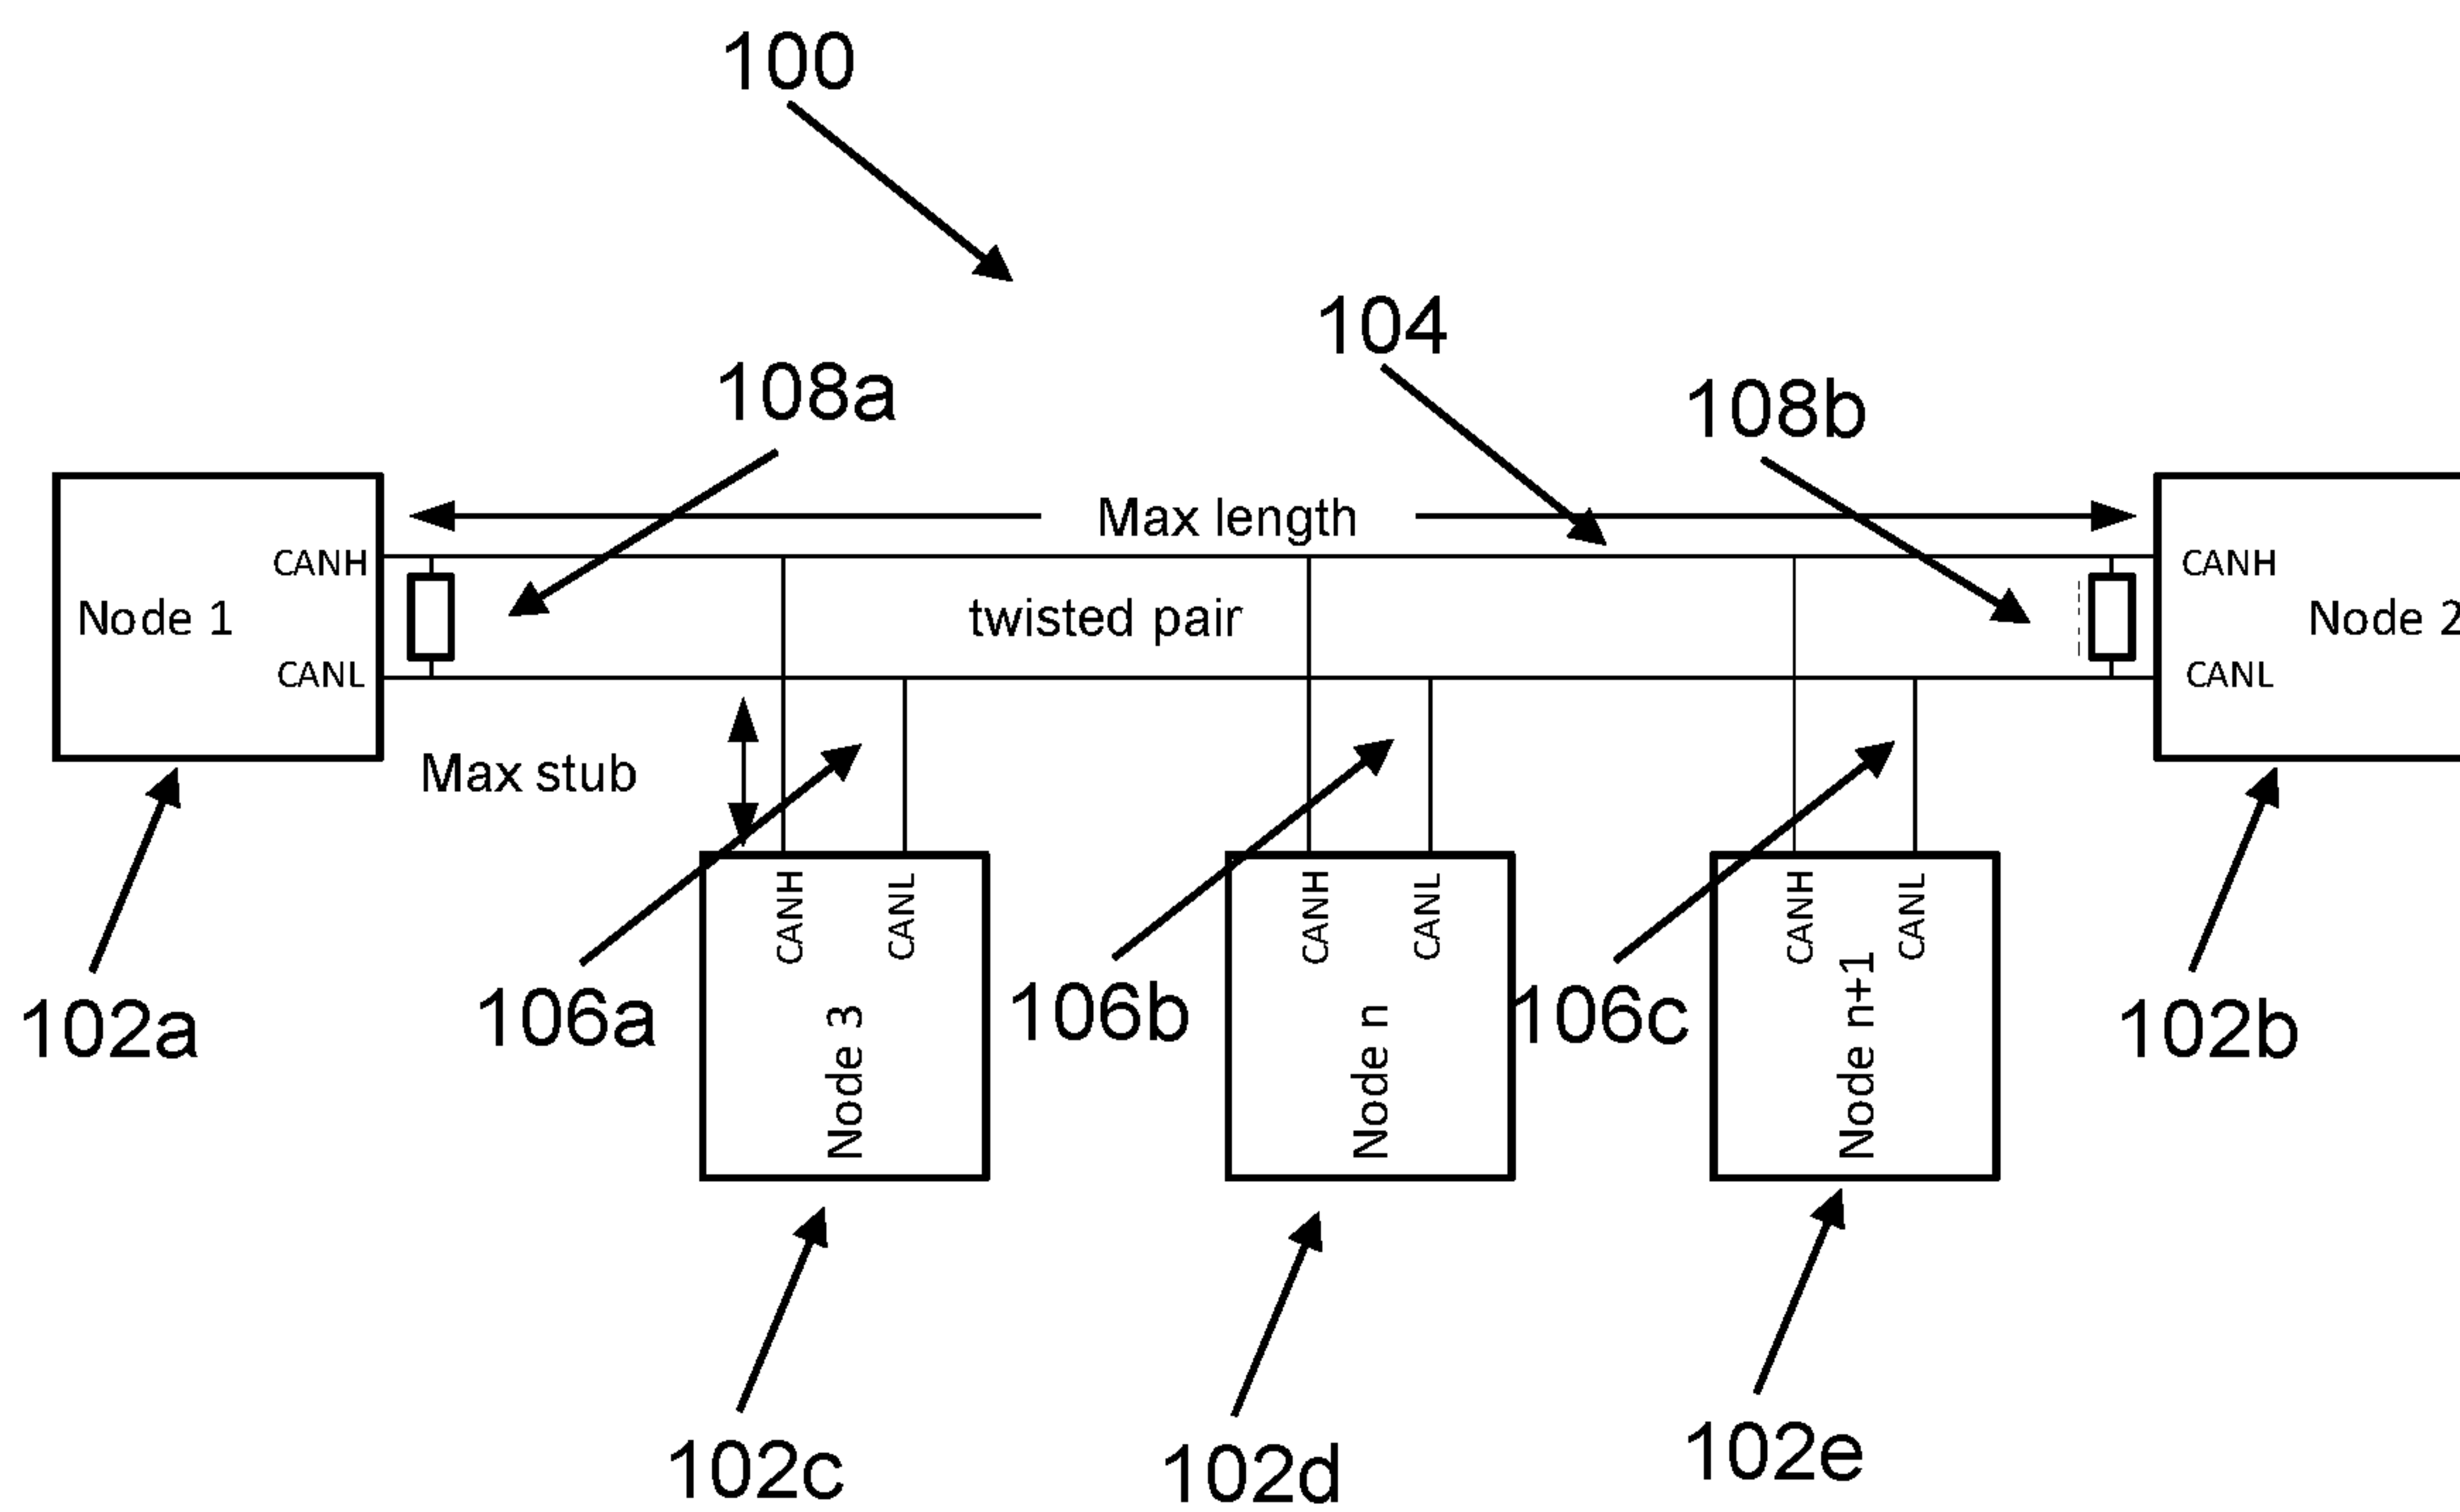 100
104
108a
108b
Max length
CANH
CANH
Node 1
twisted pair
Node 2
CANL
CANL
Max stub
CANH
CANL
CANH
CANL
CANH
CANL
102a
106a
Node 3
106b
Node n
106c
Node n+1
102b
102c
102d
102e